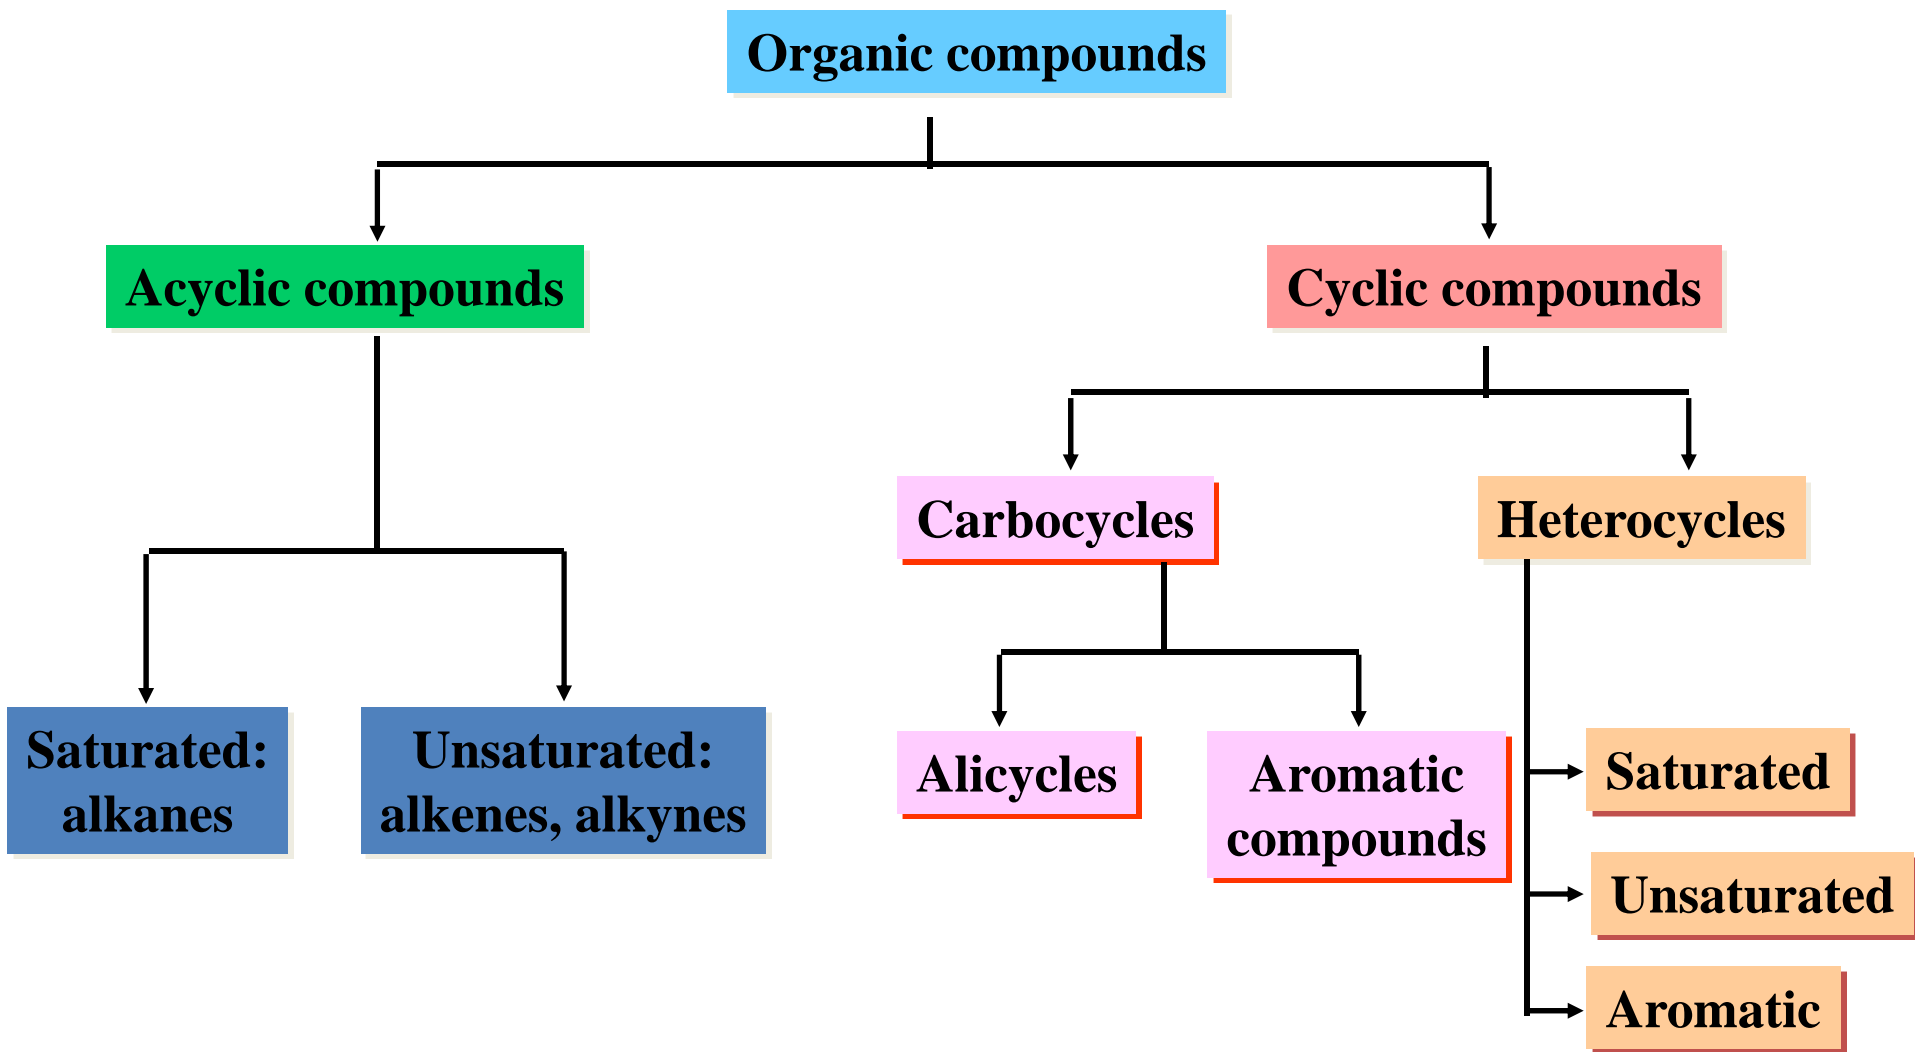 Organic compounds
Acyclic compounds
Cyclic compounds
Carbocycles
Heterocycles
Saturated:
alkanes
Unsaturated:
alkenes, alkynes
Alicycles
Aromatic
compounds
Saturated
Unsaturated
Aromatic